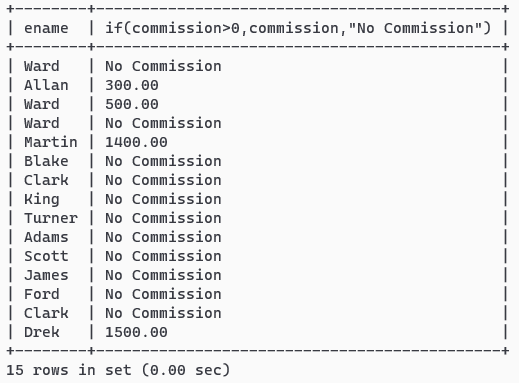 +--------+----------------------------------------------+
| ename  | if(commission>0,commission,"No Commission") |
+--------+----------------------------------------------+
| Ward   | No Commission                               |
| Allan  | 300.00                                      |
| Ward   | 500.00                                      |
| Ward   | No Commission                               |
| Martin | 1400.00                                     |
| Blake  | No Commission                               |
| Clark  | No Commission                               |
| King   | No Commission                               |
| Turner | No Commission                               |
| Adams  | No Commission                               |
| Scott  | No Commission                               |
| James  | No Commission                               |
| Ford   | No Commission                               |
| Clark  | No Commission                               |
| Drek   | 1500.00                                     |
+--------+----------------------------------------------+
15 rows in set (0.00 sec)